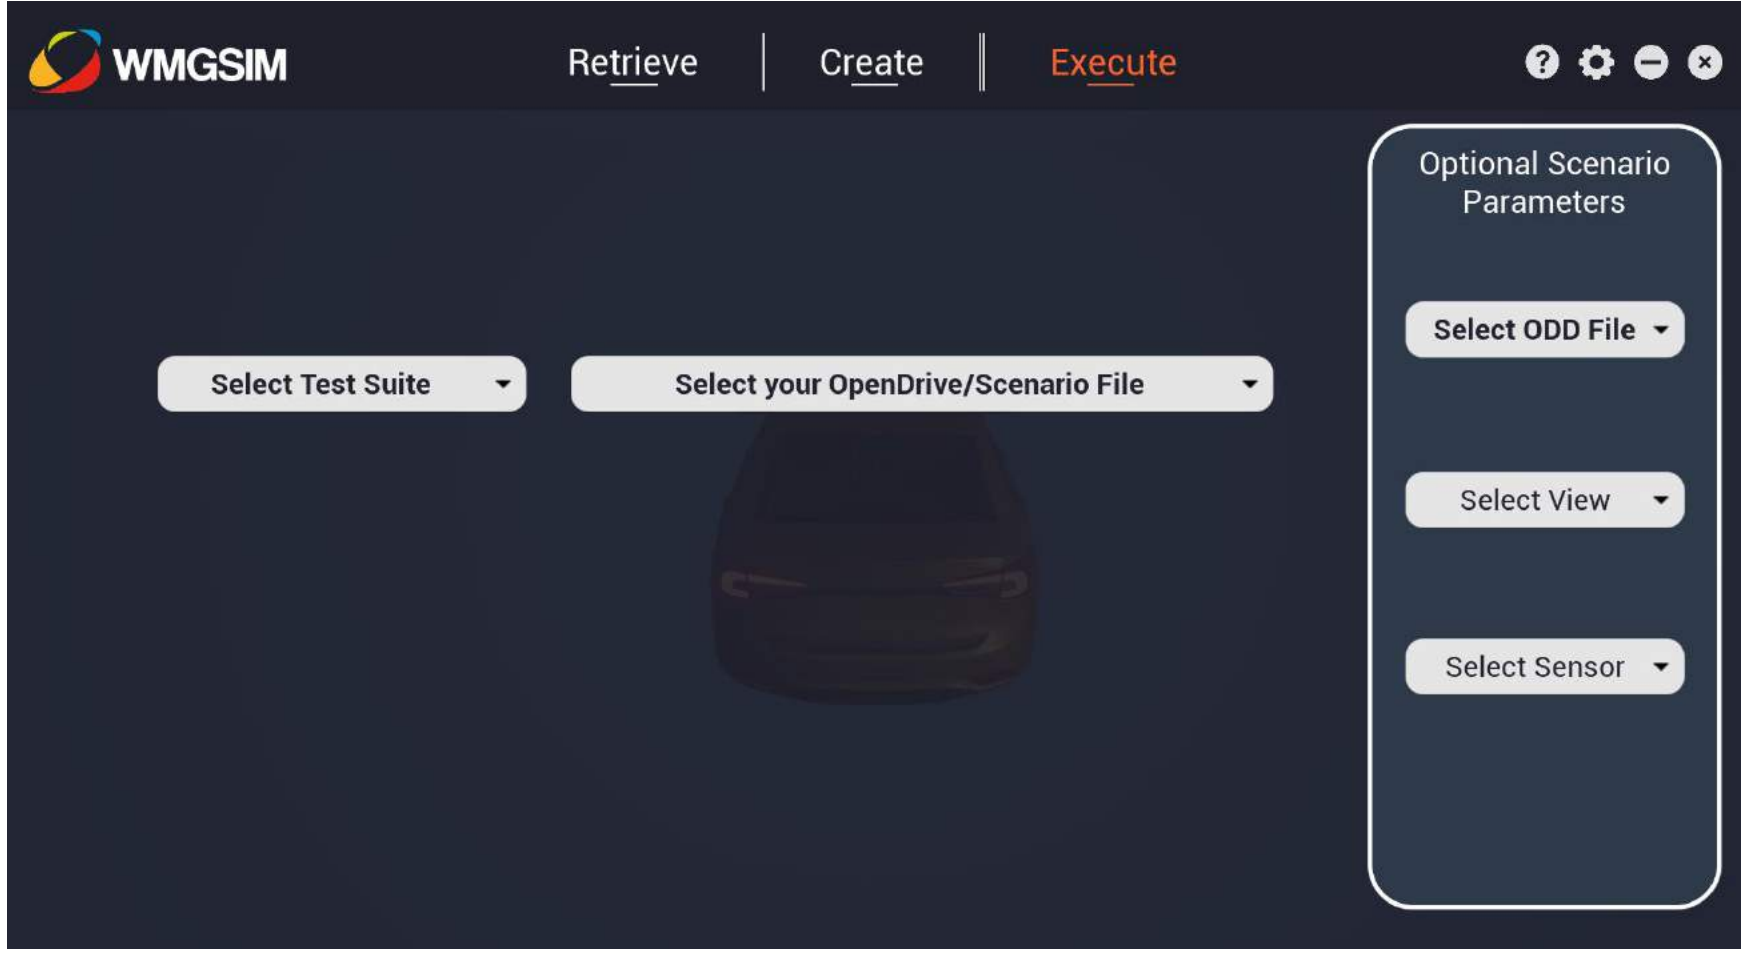 WMGSIM
Retrieve
Create
Execute
Optional Scenario
Parameters
Select ODD File
Select Test Suite
Select your OpenDrive/Scenario File
Select View
Select Sensor